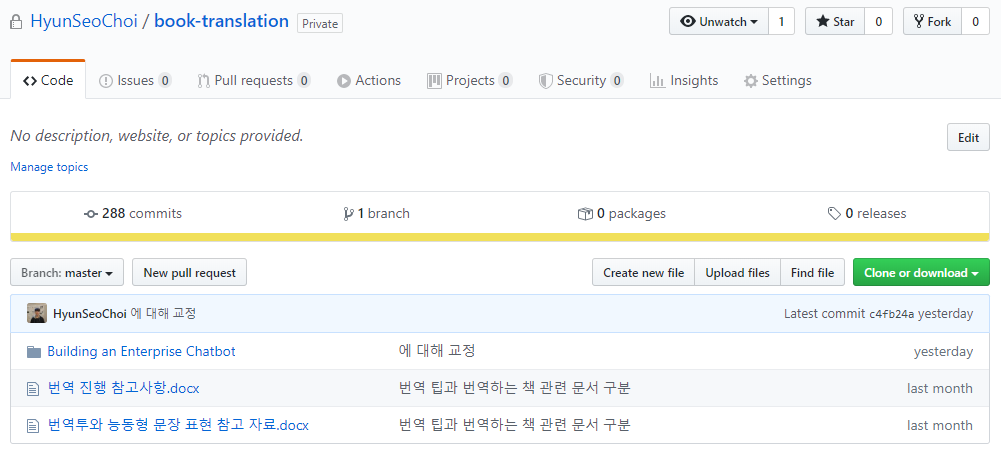 HyunSeoChoi / book-translation Private
Unwatch 1 Star 0 Fork 0
Code Issues 0 Pull requests 0 Actions Projects 0 Security 0 Insights Settings
No description, website, or topics provided. Edit
Manage topics
288 commits 1 branch 0 packages 0 releases
Branch: master New pull request Create new file Upload files Find file Clone or download
HyunSeoChoi 에 대해 교정 Latest commit c4fb24a yesterday
Building an Enterprise Chatbot 에 대해 교정 yesterday
번역 진행 참고사항.docx 번역 팁과 번역하는 책 관련 문서 구분 last month
번역투와 능동형 문장 표현 참고 자료.docx 번역 팁과 번역하는 책 관련 문서 구분 last month